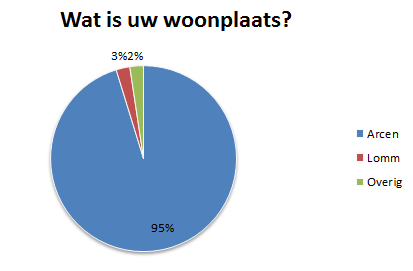 Wat is uw woonplaats?
3%2%
Arcen
Lomm
Overig
95%